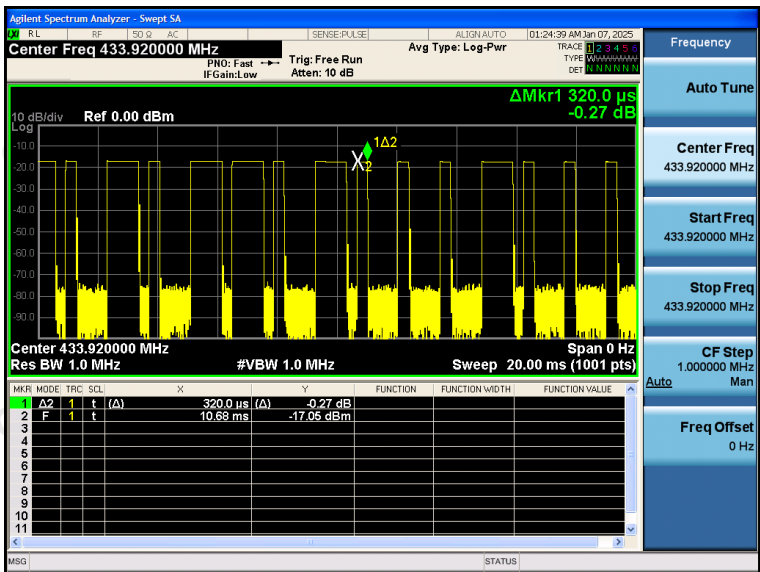 Agilent Spectrum Analyzer - Swept SA
LXI RL RF 50 Ω AC SENSE:PULSE ALIGN AUTO 01:24:39 AM Jan 07, 2025
Center Freq 433.920000 MHz
PNO: Fast
IFGain:Low
Trig: Free Run
Atten: 10 dB
Avg Type: Log-Pwr
TRACE 1 2 3 4 5 6
TYPE
DET N N N N N N
ΔMkr1 320.0 µs
-0.27 dB
10 dB/div Ref 0.00 dBm
Log
-10.0
-20.0
-30.0
-40.0
-50.0
-60.0
-70.0
-80.0
-90.0
1Δ2
2
Center 433.920000 MHz Span 0 Hz
Res BW 1.0 MHz #VBW 1.0 MHz Sweep 20.00 ms (1001 pts)
MKR MODE TRC SCL X Y FUNCTION FUNCTION WIDTH FUNCTION VALUE
1 Δ2 1 t (Δ) 320.0 µs (Δ) -0.27 dB
2 F 1 t 10.68 ms -17.05 dBm
3
4
5
6
7
8
9
10
11
MSG STATUS
Frequency
Auto Tune
Center Freq
433.920000 MHz
Start Freq
433.920000 MHz
Stop Freq
433.920000 MHz
CF Step
1.000000 MHz
Auto Man
Freq Offset
0 Hz